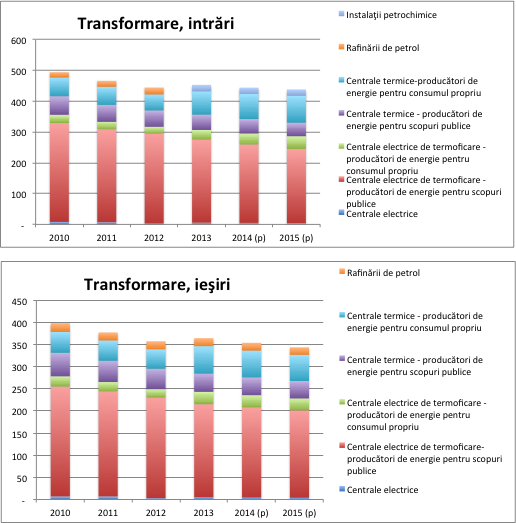 Transformare, intrări
600
500
400
300
200
100
-
2010 2011 2012 2013 2014 (p) 2015 (p)
Instalaţii petrochimice
Rafinării de petrol
Centrale termice-producători de
energie pentru consumul propriu
Centrale termice - producători de
energie pentru scopuri publice
Centrale electrice de termoficare -
producători de energie pentru
consumul propriu
Centrale electrice de termoficare -
producători de energie pentru scopuri
publice
Centrale electrice
Transformare, ieşiri
450
400
350
300
250
200
150
100
50
-
2010 2011 2012 2013 2014 (p) 2015 (p)
Rafinării de petrol
Centrale termice - producători de
energie pentru consumul propriu
Centrale termice - producători de
energie pentru scopuri publice
Centrale electrice de termoficare -
producători de energie pentru
consumul propriu
Centrale electrice de termoficare-
producători de energie pentru scopuri
publice
Centrale electrice